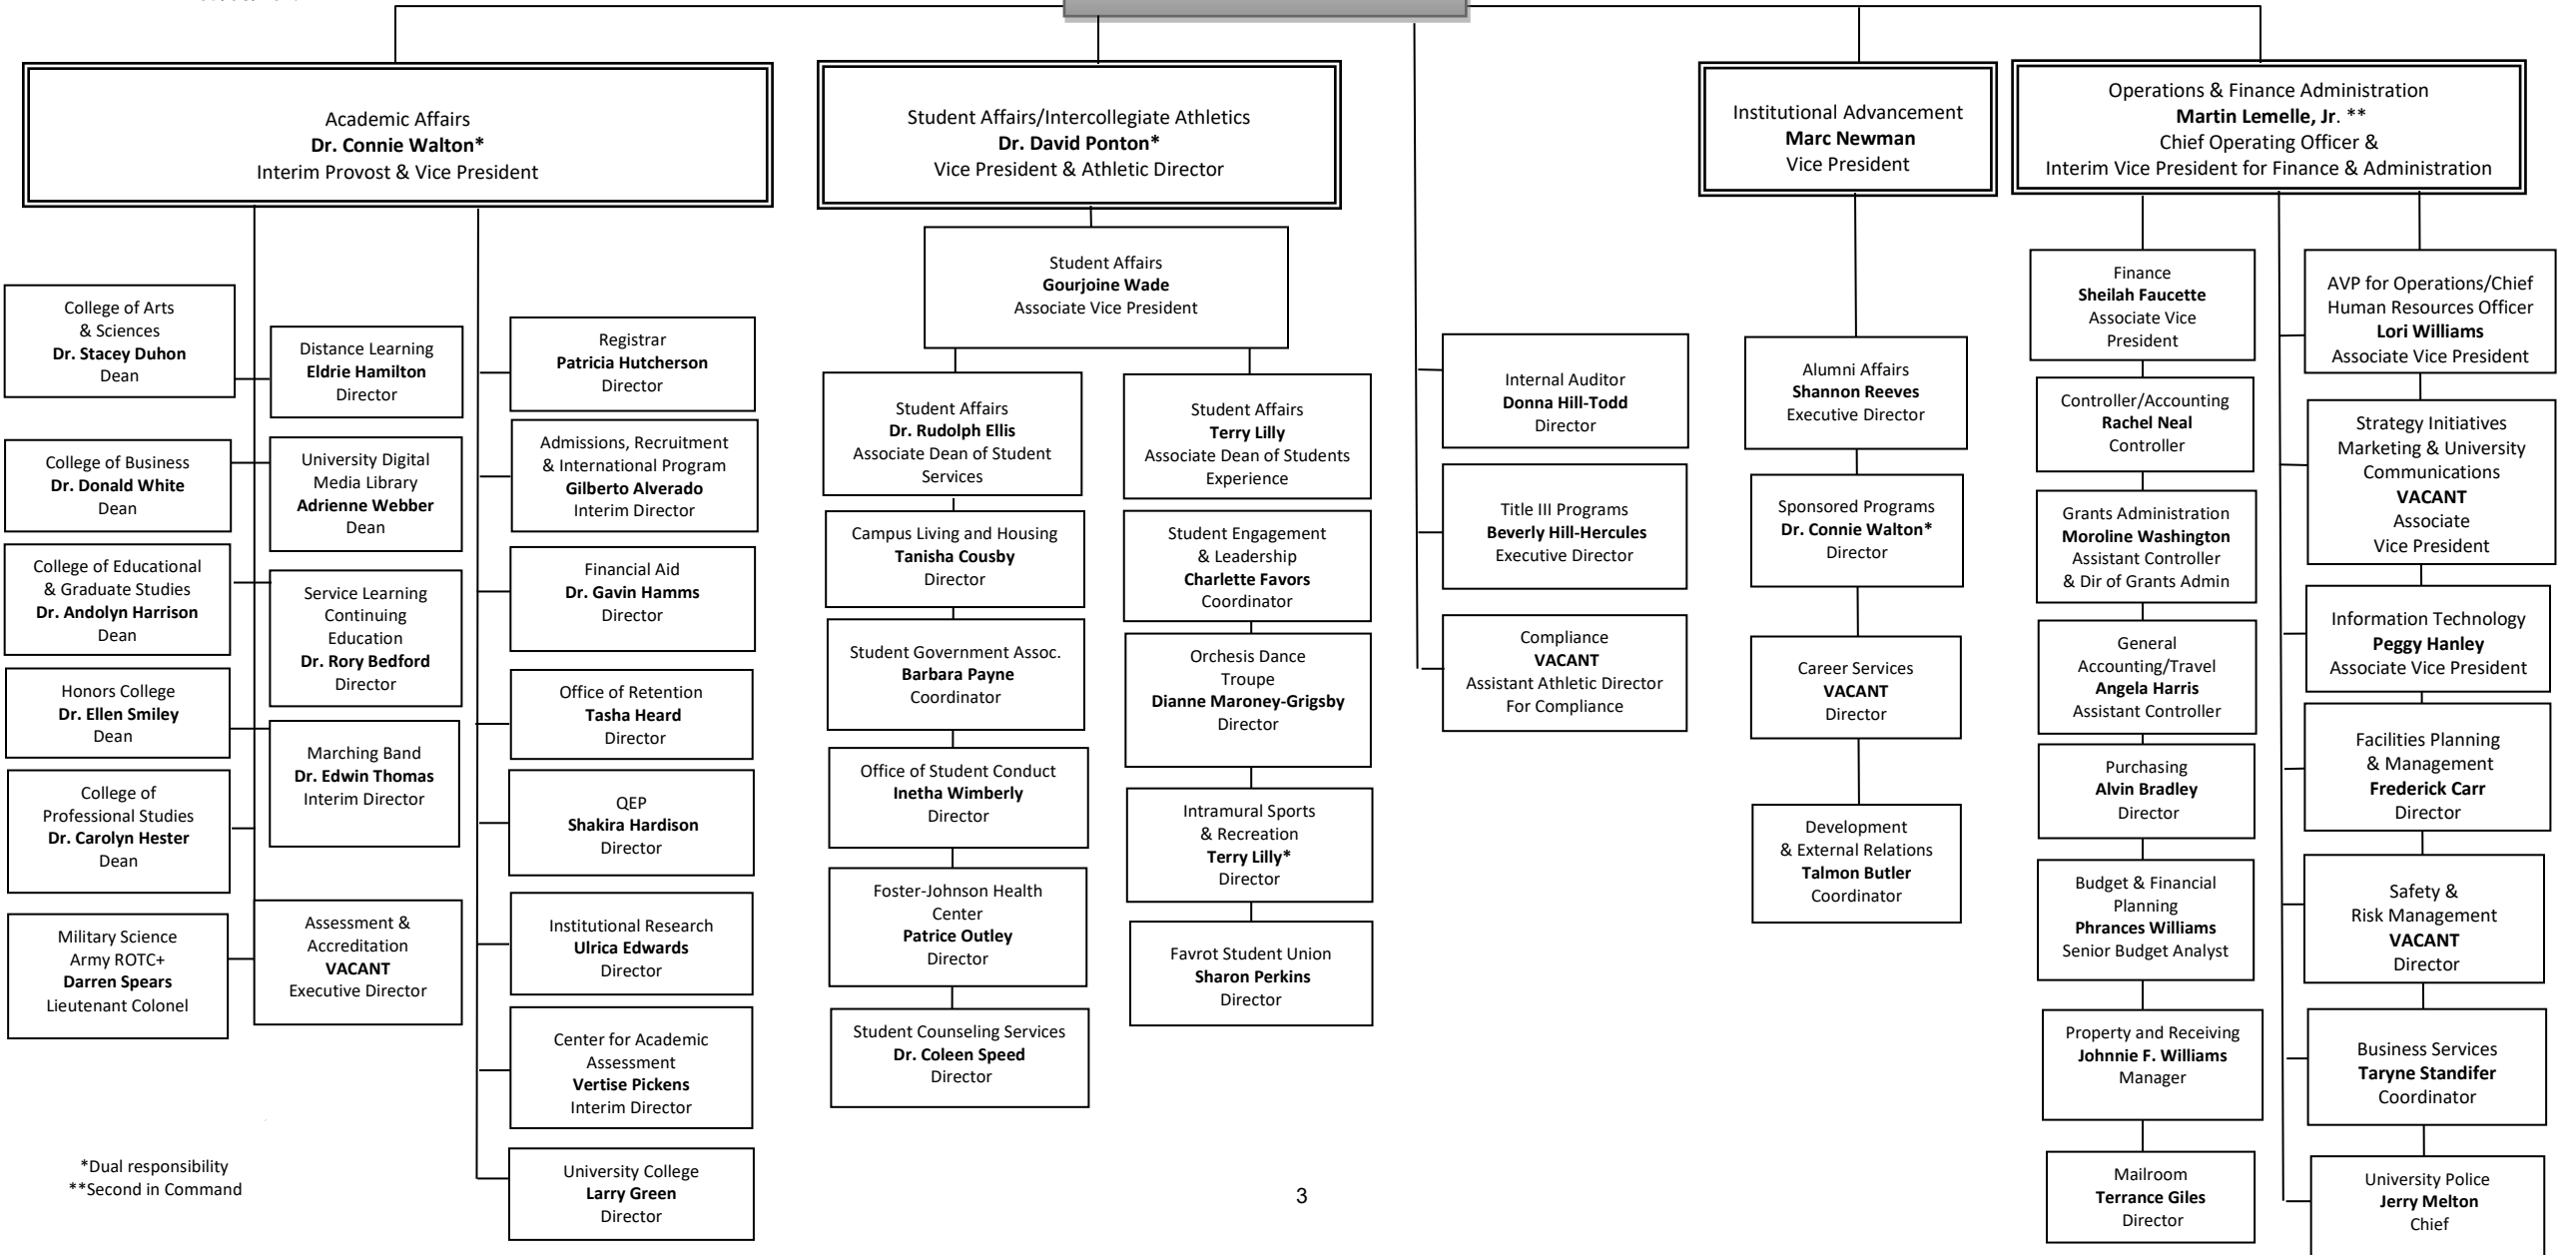 Academic Affairs
Dr. Connie Walton*
Interim Provost & Vice President
Student Affairs/Intercollegiate Athletics
Dr. David Ponton*
Vice President & Athletic Director
Institutional Advancement
Marc Newman
Vice President
Operations & Finance Administration
Martin Lemelle, Jr. **
Chief Operating Officer &
Interim Vice President for Finance & Administration
College of Arts
& Sciences
Dr. Stacey Duhon
Dean
College of Business
Dr. Donald White
Dean
College of Educational
& Graduate Studies
Dr. Andolyn Harrison
Dean
Honors College
Dr. Ellen Smiley
Dean
College of
Professional Studies
Dr. Carolyn Hester
Dean
Military Science
Army ROTC+
Darren Spears
Lieutenant Colonel
Distance Learning
Eldrie Hamilton
Director
University Digital
Media Library
Adrienne Webber
Dean
Service Learning
Continuing
Education
Dr. Rory Bedford
Director
Marching Band
Dr. Edwin Thomas
Interim Director
Assessment &
Accreditation
VACANT
Executive Director
Registrar
Patricia Hutcherson
Director
Admissions, Recruitment
& International Program
Gilberto Alverado
Interim Director
Financial Aid
Dr. Gavin Hamms
Director
Office of Retention
Tasha Heard
Director
QEP
Shakira Hardison
Director
Institutional Research
Ulrica Edwards
Director
Center for Academic
Assessment
Vertise Pickens
Interim Director
University College
Larry Green
Director
Student Affairs
Gourjoine Wade
Associate Vice President
Student Affairs
Dr. Rudolph Ellis
Associate Dean of Student
Services
Campus Living and Housing
Tanisha Cousby
Director
Student Government Assoc.
Barbara Payne
Coordinator
Office of Student Conduct
Inetha Wimberly
Director
Foster-Johnson Health
Center
Patrice Outley
Director
Student Counseling Services
Dr. Coleen Speed
Director
Student Affairs
Terry Lilly
Associate Dean of Students
Experience
Student Engagement
& Leadership
Charlette Favors
Coordinator
Orchesis Dance
Troupe
Dianne Maroney-Grigsby
Director
Intramural Sports
& Recreation
Terry Lilly*
Director
Favrot Student Union
Sharon Perkins
Director
Internal Auditor
Donna Hill-Todd
Director
Title III Programs
Beverly Hill-Hercules
Executive Director
Compliance
VACANT
Assistant Athletic Director
For Compliance
Alumni Affairs
Shannon Reeves
Executive Director
Sponsored Programs
Dr. Connie Walton*
Director
Career Services
VACANT
Director
Development
& External Relations
Talmon Butler
Coordinator
Finance
Sheilah Faucette
Associate Vice
President
Controller/Accounting
Rachel Neal
Controller
Grants Administration
Moroline Washington
Assistant Controller
& Dir of Grants Admin
General
Accounting/Travel
Angela Harris
Assistant Controller
Purchasing
Alvin Bradley
Director
Budget & Financial
Planning
Phrances Williams
Senior Budget Analyst
Property and Receiving
Johnnie F. Williams
Manager
Mailroom
Terrance Giles
Director
AVP for Operations/Chief
Human Resources Officer
Lori Williams
Associate Vice President
Strategy Initiatives
Marketing & University
Communications
VACANT
Associate
Vice President
Information Technology
Peggy Hanley
Associate Vice President
Facilities Planning
& Management
Frederick Carr
Director
Safety &
Risk Management
VACANT
Director
Business Services
Taryne Standifer
Coordinator
University Police
Jerry Melton
Chief
*Dual responsibility
**Second in Command
3